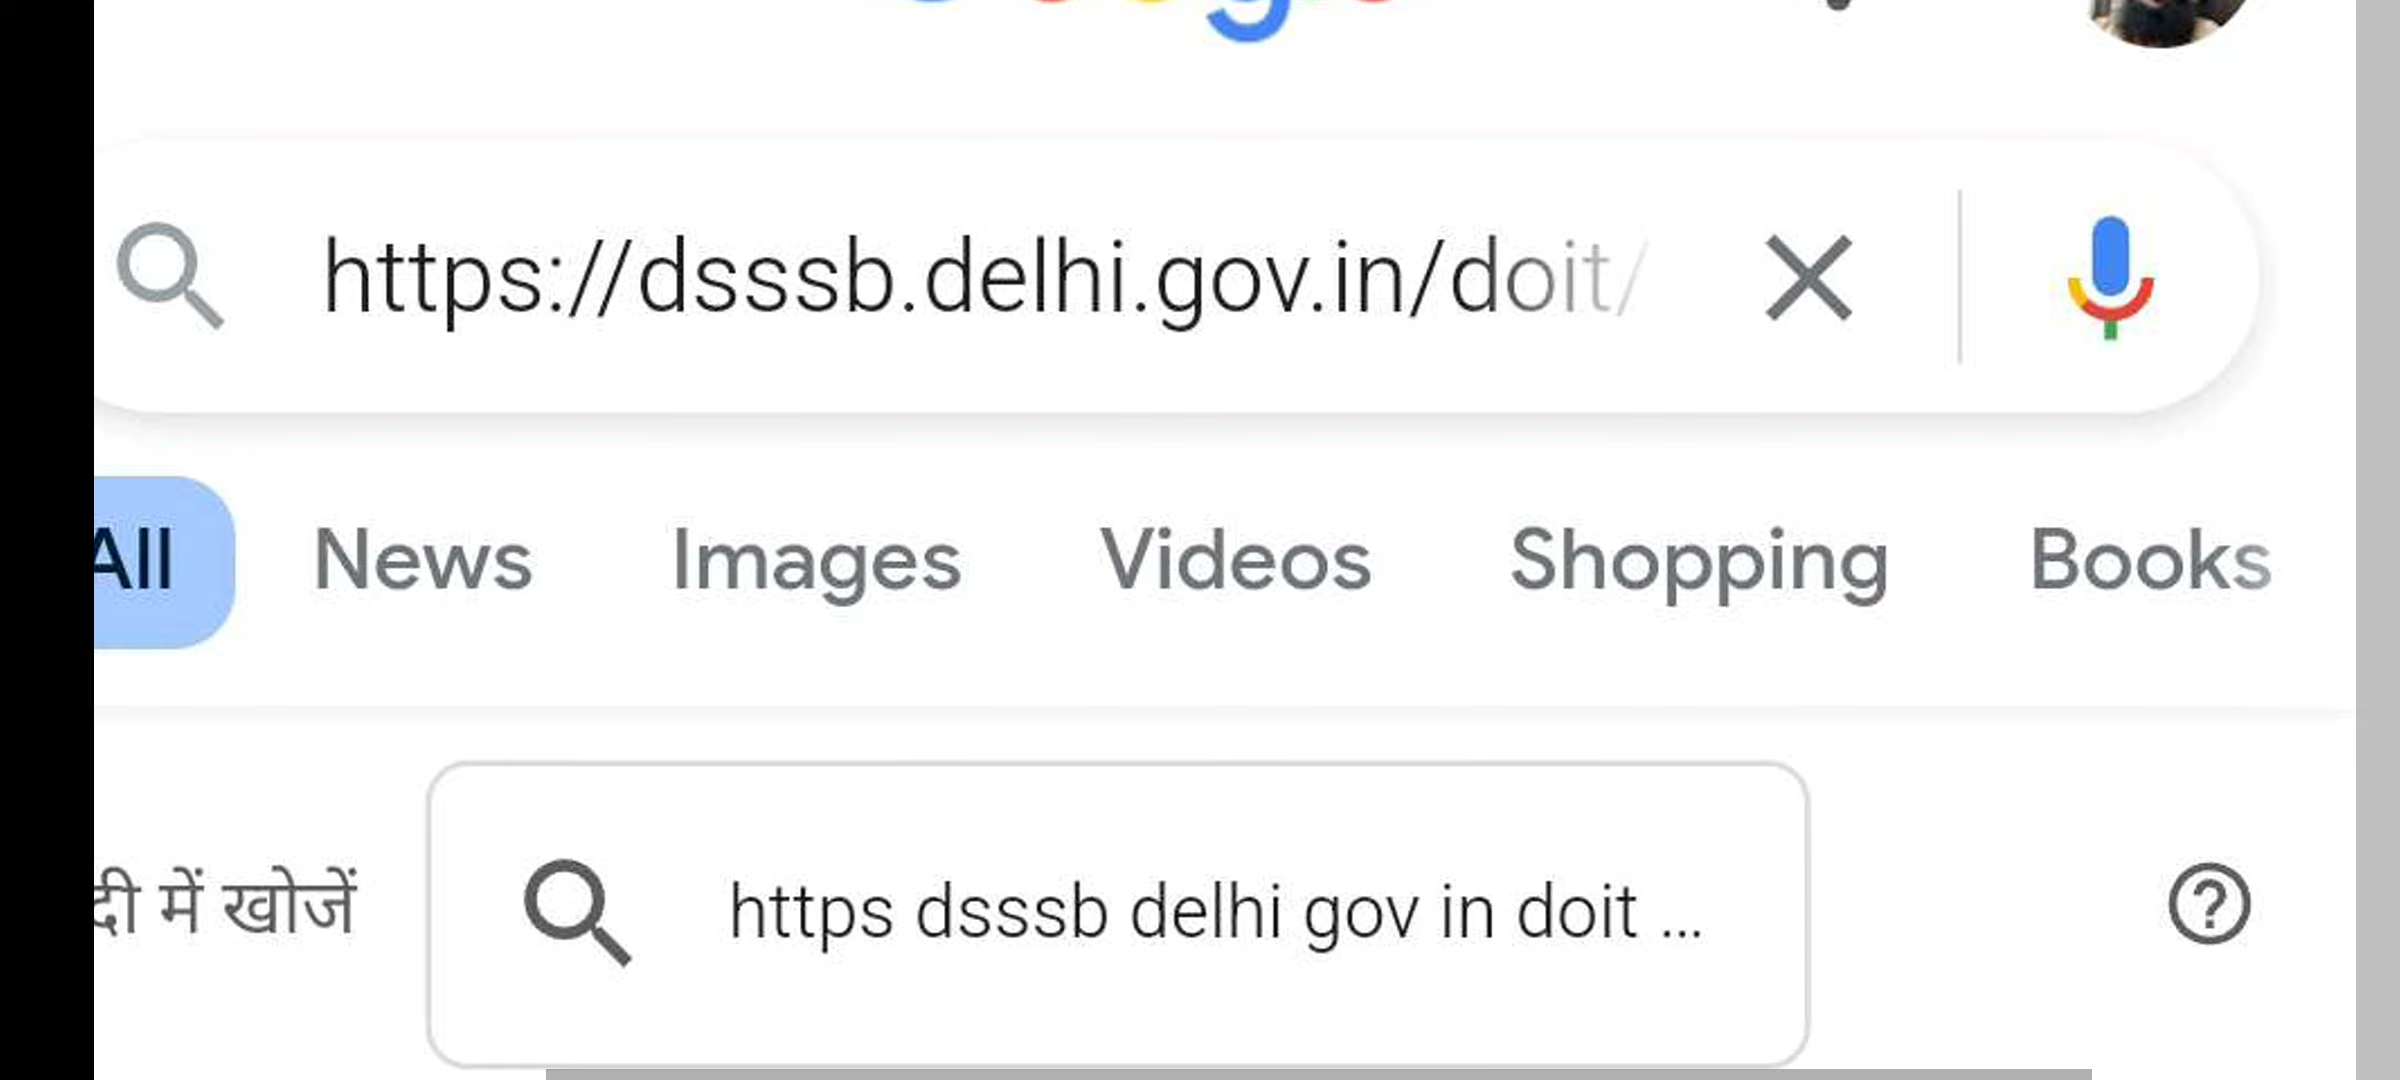 https://dsssb.delhi.gov.in/doit/
All News Images Videos Shopping Books
में खोजें https dsssb delhi gov in doit ...